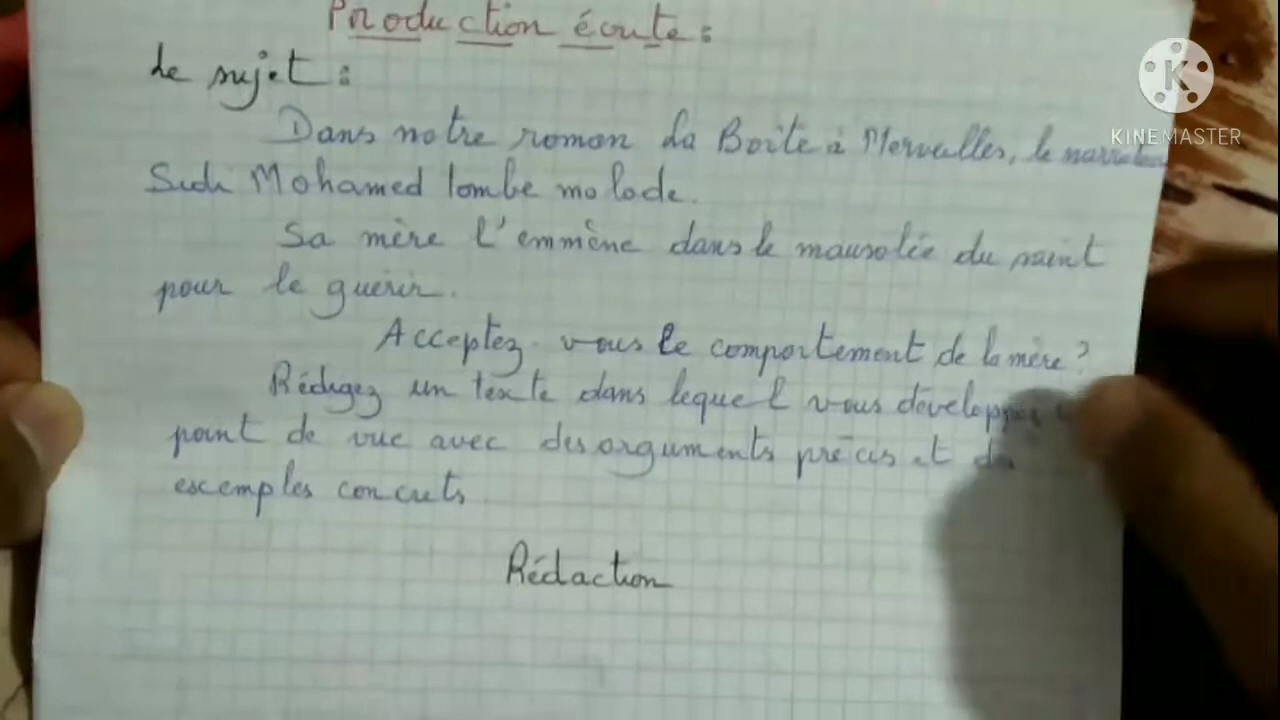 Production écrite :
Le sujet :
Dans notre roman La Boîte à Merveilles, le narrateur
Sidi Mohamed tombe malade.
Sa mère l'emmène dans le mausolée du saint
pour le guérir.
Acceptez-vous le comportement de la mère ?
Rédigez un texte dans lequel vous développez
point de vue avec des arguments précis et
exemples concrets
Rédaction
KINEMASTER